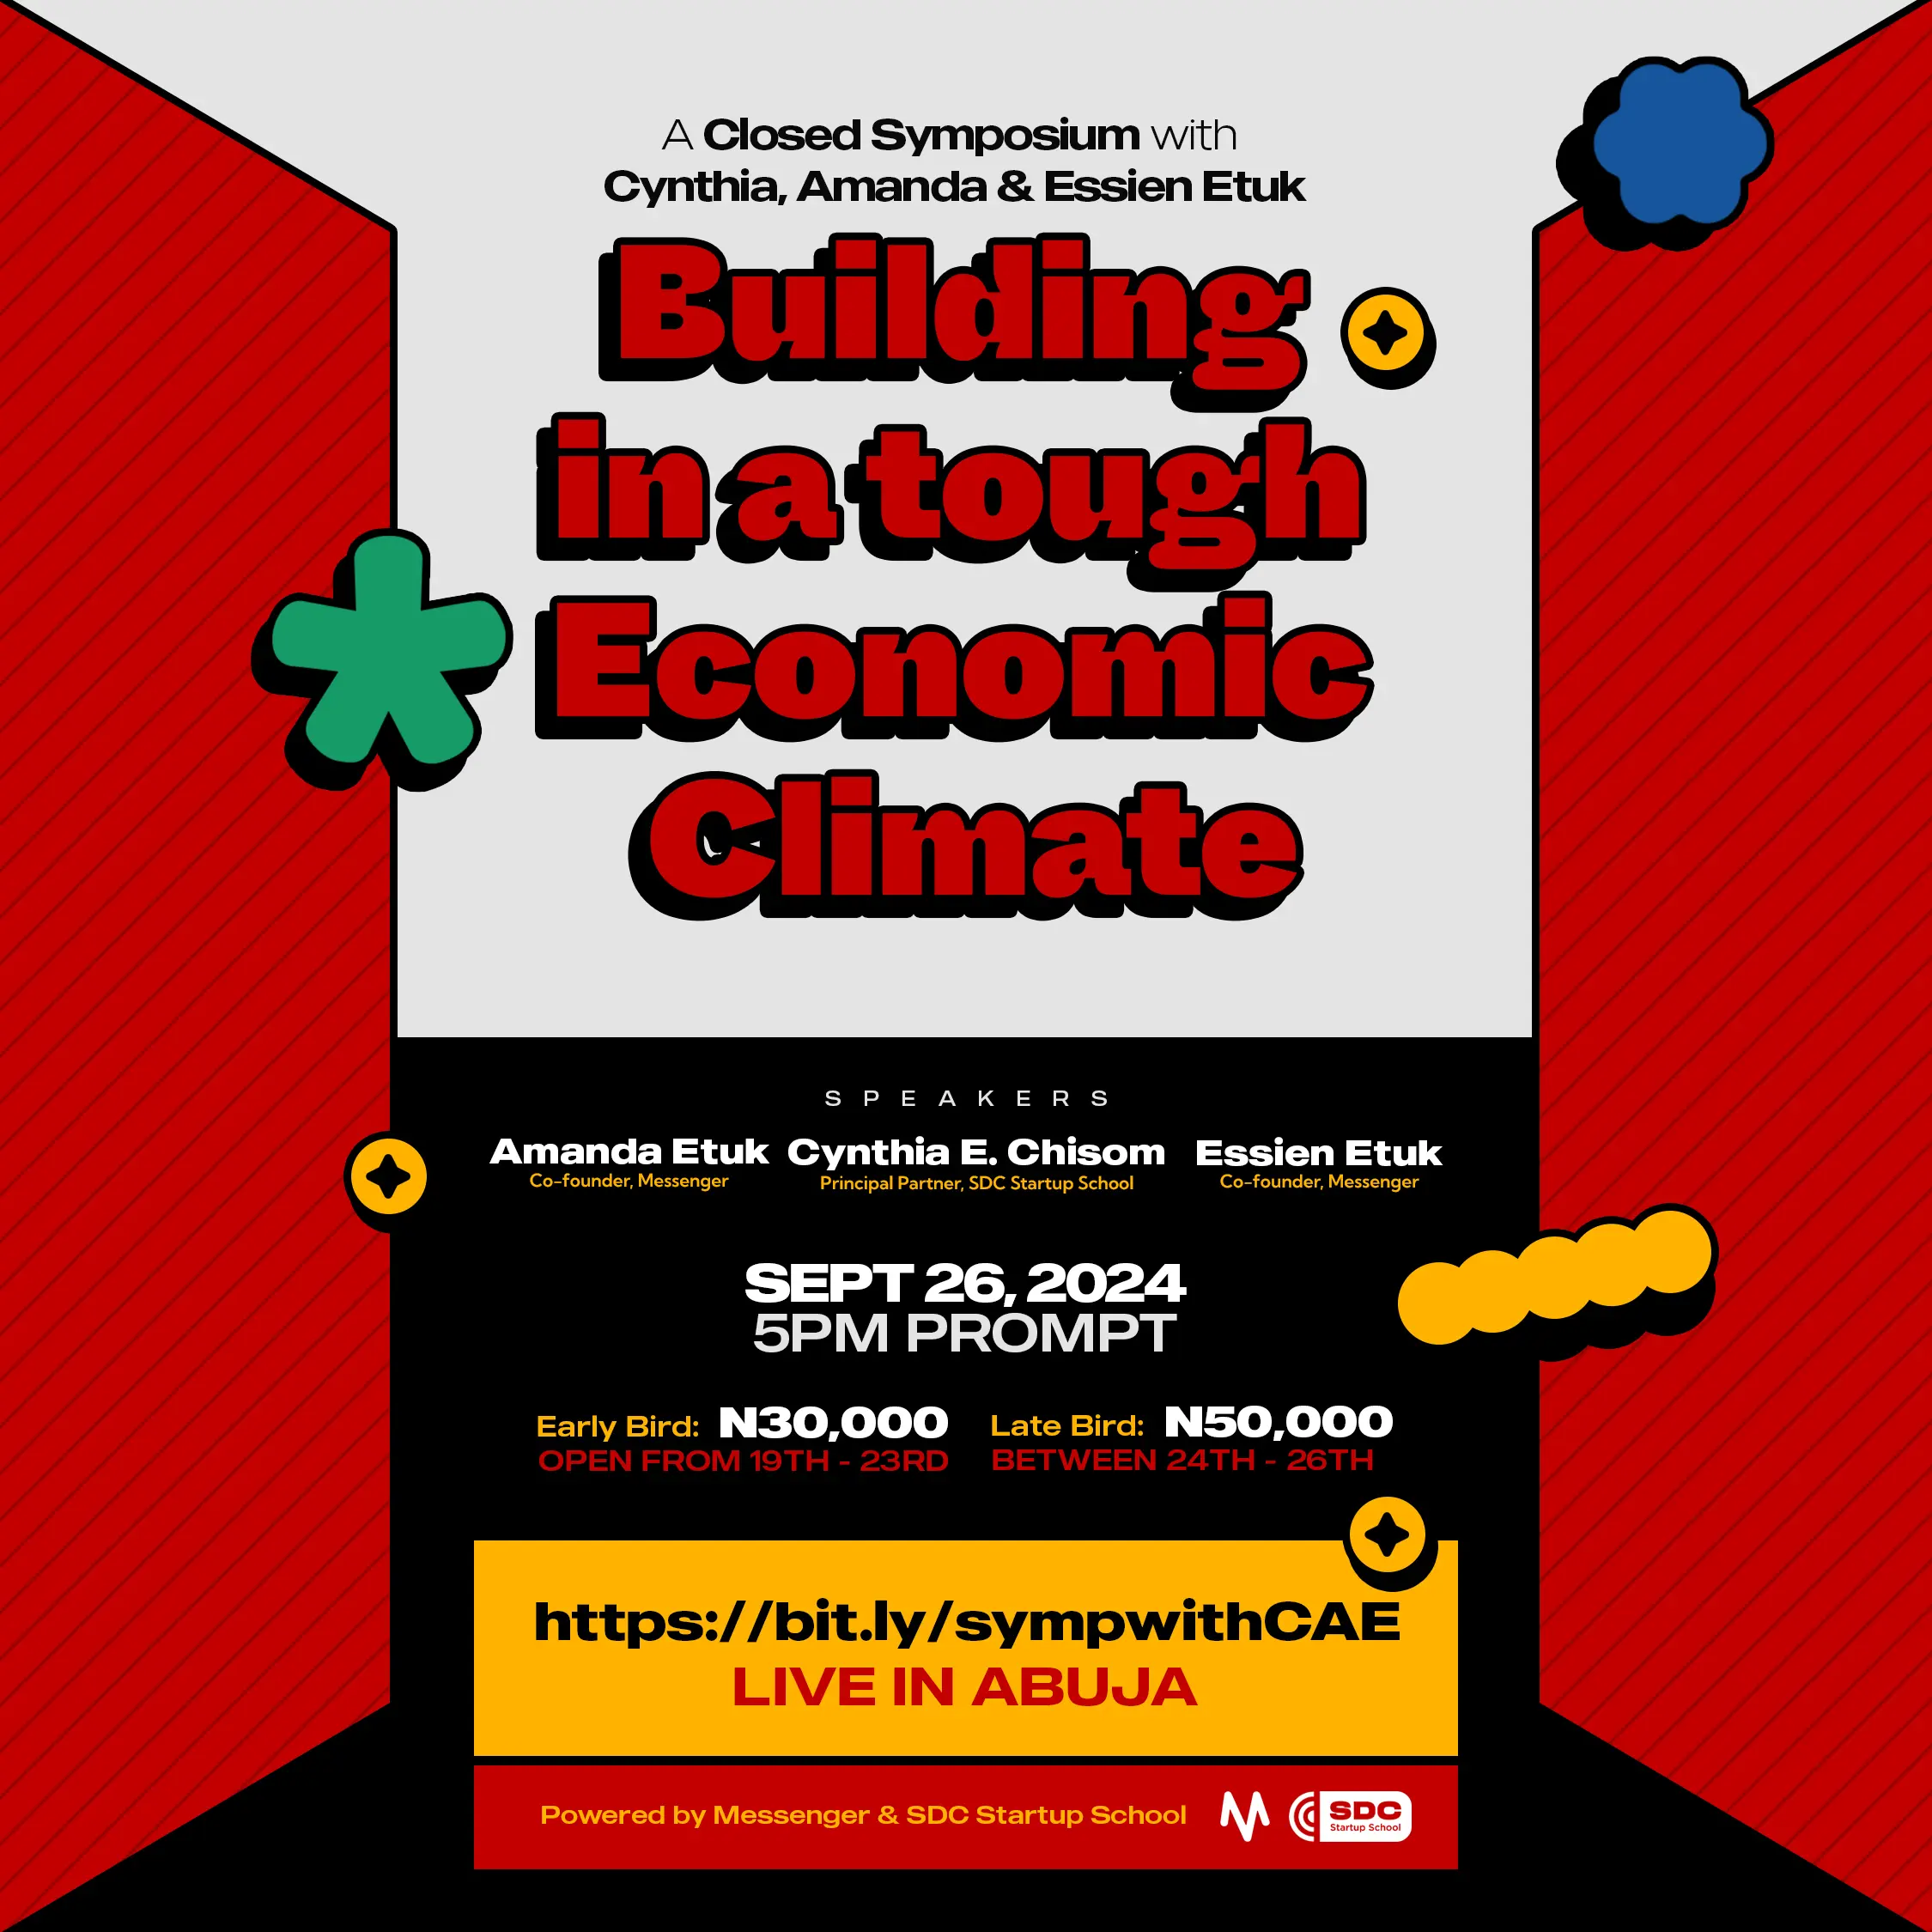 A Closed Symposium with
Cynthia, Amanda & Essien Etuk
Building
in a tough
Economic
Climate
SPEAKERS
Amanda Etuk
Co-founder, Messenger
Cynthia E. Chisom
Principal Partner, SDC Startup School
Essien Etuk
Co-founder, Messenger
SEPT 26, 2024
5PM PROMPT
Early Bird: N30,000
OPEN FROM 19TH - 23RD
Late Bird: N50,000
BETWEEN 24TH - 26TH
https://bit.ly/sympwithCAE
LIVE IN ABUJA
Powered by Messenger & SDC Startup School
SDC
Startup School